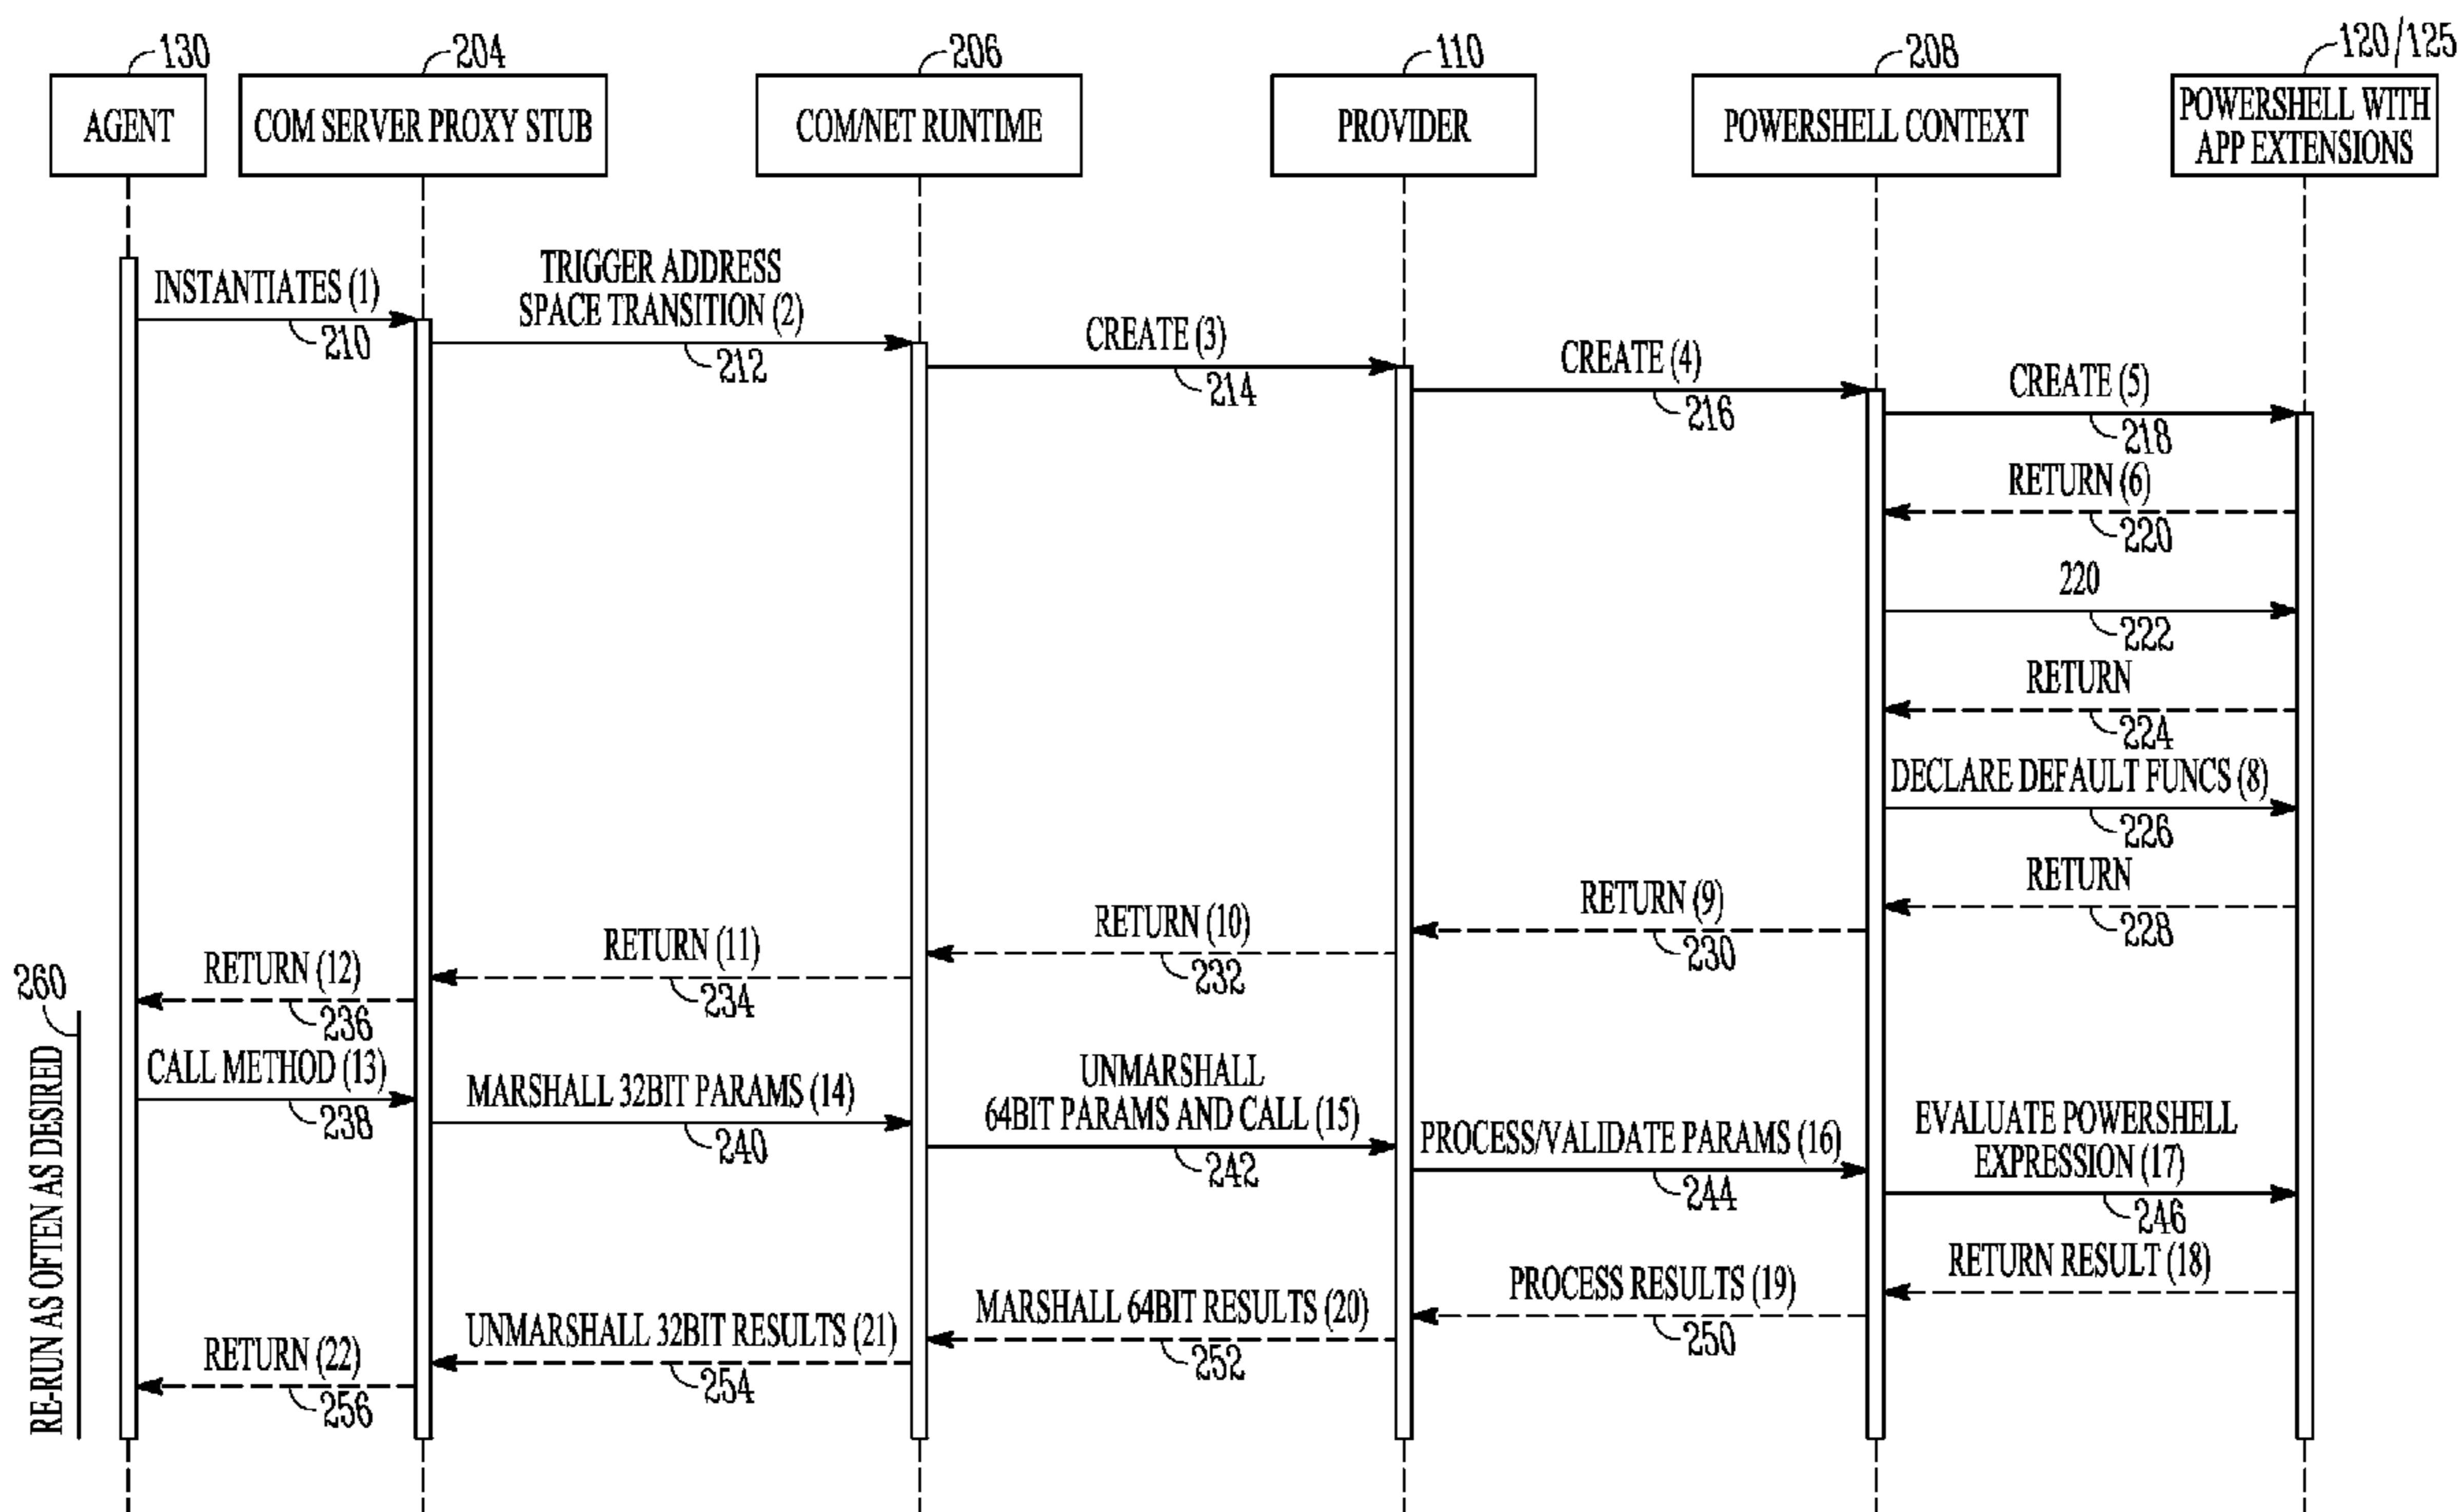 130
204
206
110
208
120/125
AGENT
COM SERVER PROXY STUB
COM/NET RUNTIME
PROVIDER
POWERSHELL CONTEXT
POWERSHELL WITH
APP EXTENSIONS
INSTANTIATES (1)
210
TRIGGER ADDRESS
SPACE TRANSITION (2)
212
CREATE (3)
214
CREATE (4)
216
CREATE (5)
218
RETURN (6)
220
220
222
RETURN
224
DECLARE DEFAULT FUNCS (8)
226
RETURN
228
RETURN (9)
230
RETURN (10)
232
RETURN (11)
234
RETURN (12)
236
260
RE-RUN AS OFTEN AS DESIRED
CALL METHOD (13)
238
MARSHALL 32BIT PARAMS (14)
240
UNMARSHALL
64BIT PARAMS AND CALL (15)
242
PROCESS/VALIDATE PARAMS (16)
244
EVALUATE POWERSHELL
EXPRESSION (17)
246
RETURN RESULT (18)
PROCESS RESULTS (19)
250
MARSHALL 64BIT RESULTS (20)
252
UNMARSHALL 32BIT RESULTS (21)
254
RETURN (22)
256